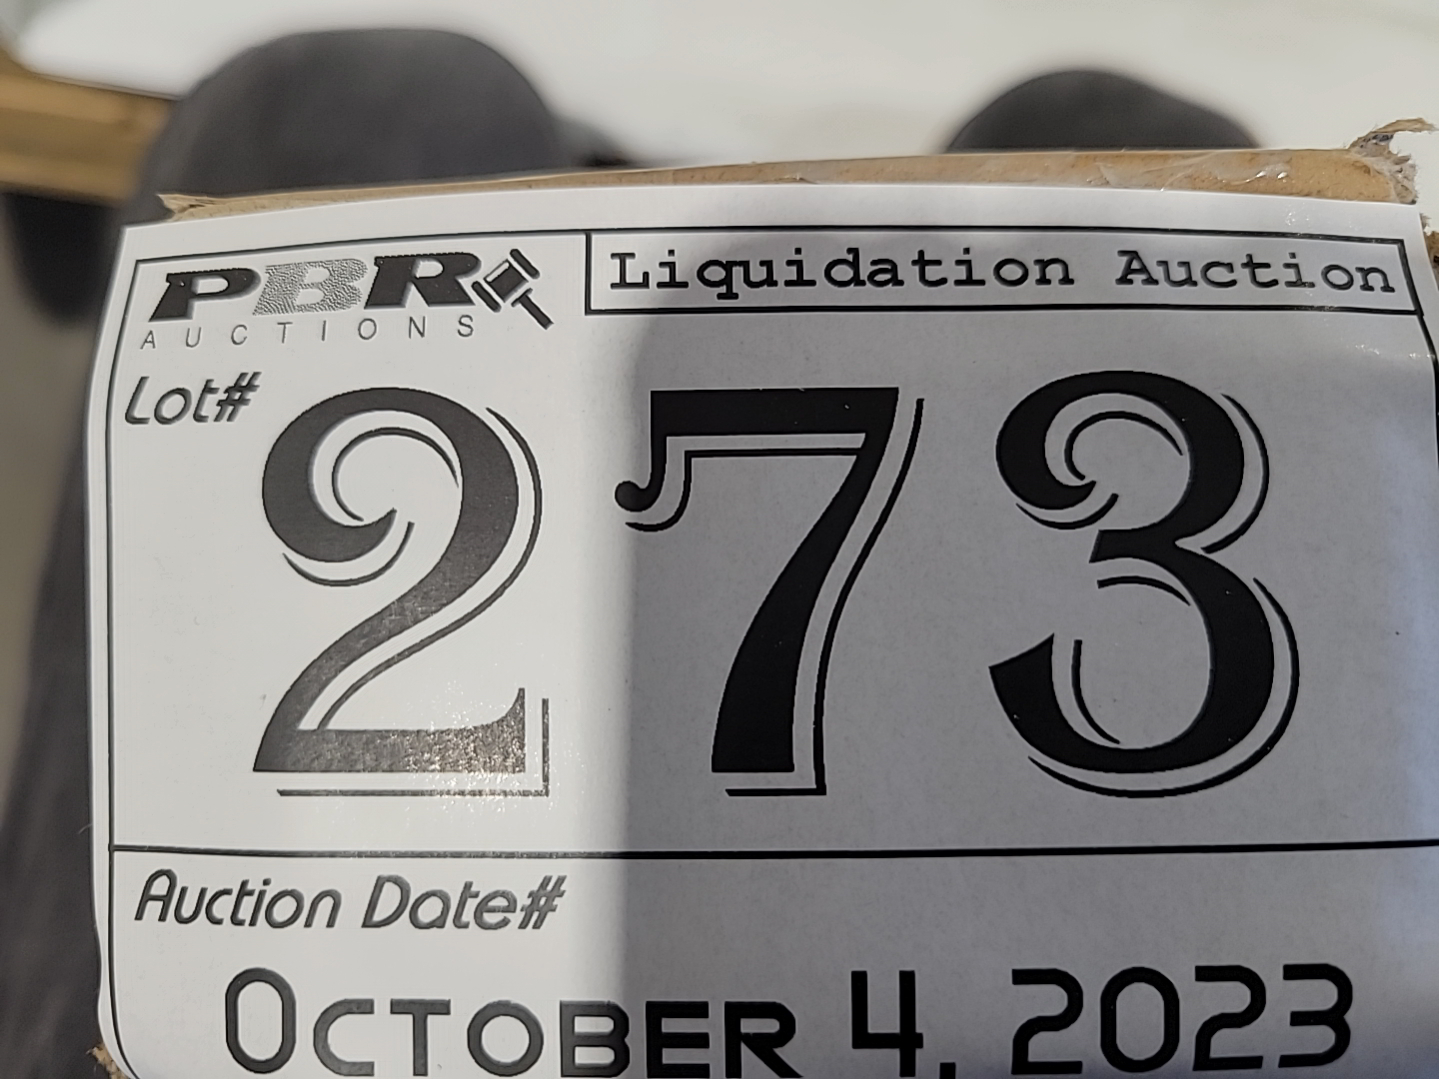 PBR
AUCTIONS
Liquidation Auction
Lot#
273
Auction Date#
OCTOBER 4, 2023